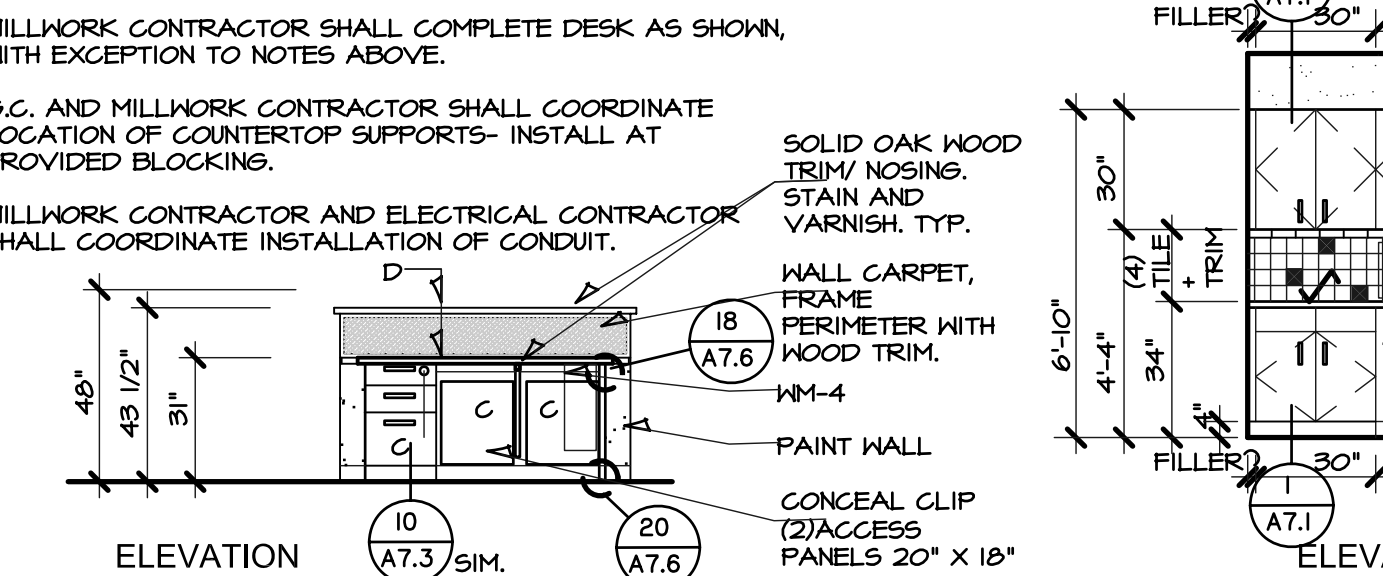 MILLWORK CONTRACTOR SHALL COMPLETE DESK AS SHOWN,
WITH EXCEPTION TO NOTES ABOVE.
G.C. AND MILLWORK CONTRACTOR SHALL COORDINATE
LOCATION OF COUNTERTOP SUPPORTS- INSTALL AT
PROVIDED BLOCKING.
MILLWORK CONTRACTOR AND ELECTRICAL CONTRACTOR
SHALL COORDINATE INSTALLATION OF CONDUIT.
SOLID OAK WOOD
TRIM/ NOSING.
STAIN AND
VARNISH. TYP.
D
WALL CARPET,
FRAME
PERIMETER WITH
WOOD TRIM.
18
A7.6
WM-4
PAINT WALL
CONCEAL CLIP
(2)ACCESS
PANELS 20" X 18"
48"
43 1/2"
31"
C
C
C
10
A7.3
SIM.
20
A7.6
ELEVATION
A7.1
FILLER?
30"
6'-10"
4'-4"
30"
(4)
TILE
+
TRIM
34"
4"
FILLER?
30"
1
A7.1